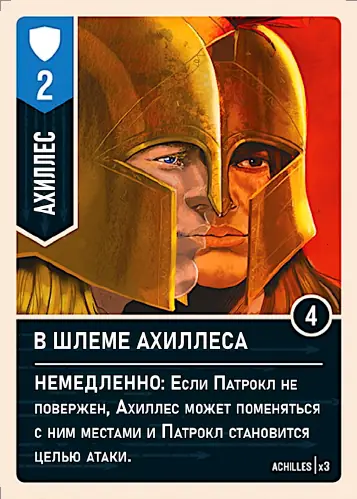 2
АХИЛЛЕС
4
В ШЛЕМЕ АХИЛЛЕСА
НЕМЕДЛЕННО: Если Патрокл не
повержен, Ахиллес может поменяться
с ним местами и Патрокл становится
целью атаки.
ACHILLES | x3